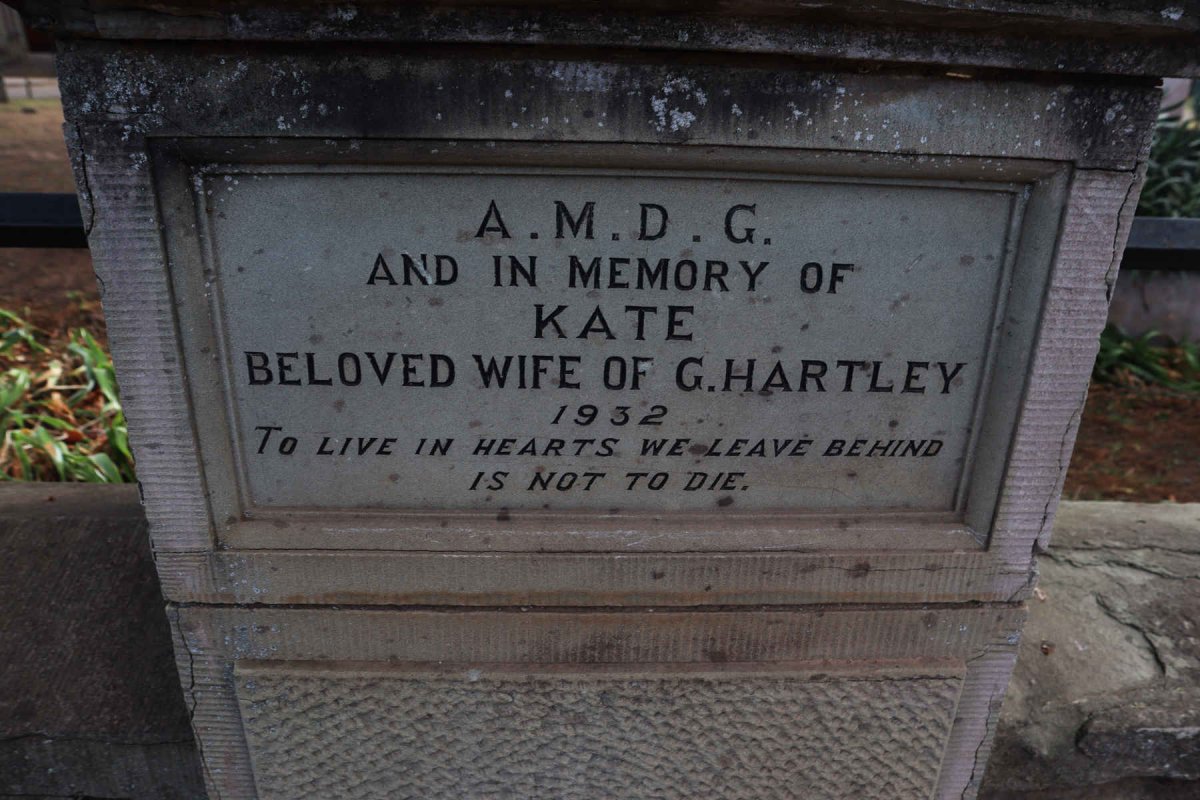 A.M.D.G.
AND IN MEMORY OF
KATE
BELOVED WIFE OF G.HARTLEY
1932
TO LIVE IN HEARTS WE LEAVE BEHIND
IS NOT TO DIE.